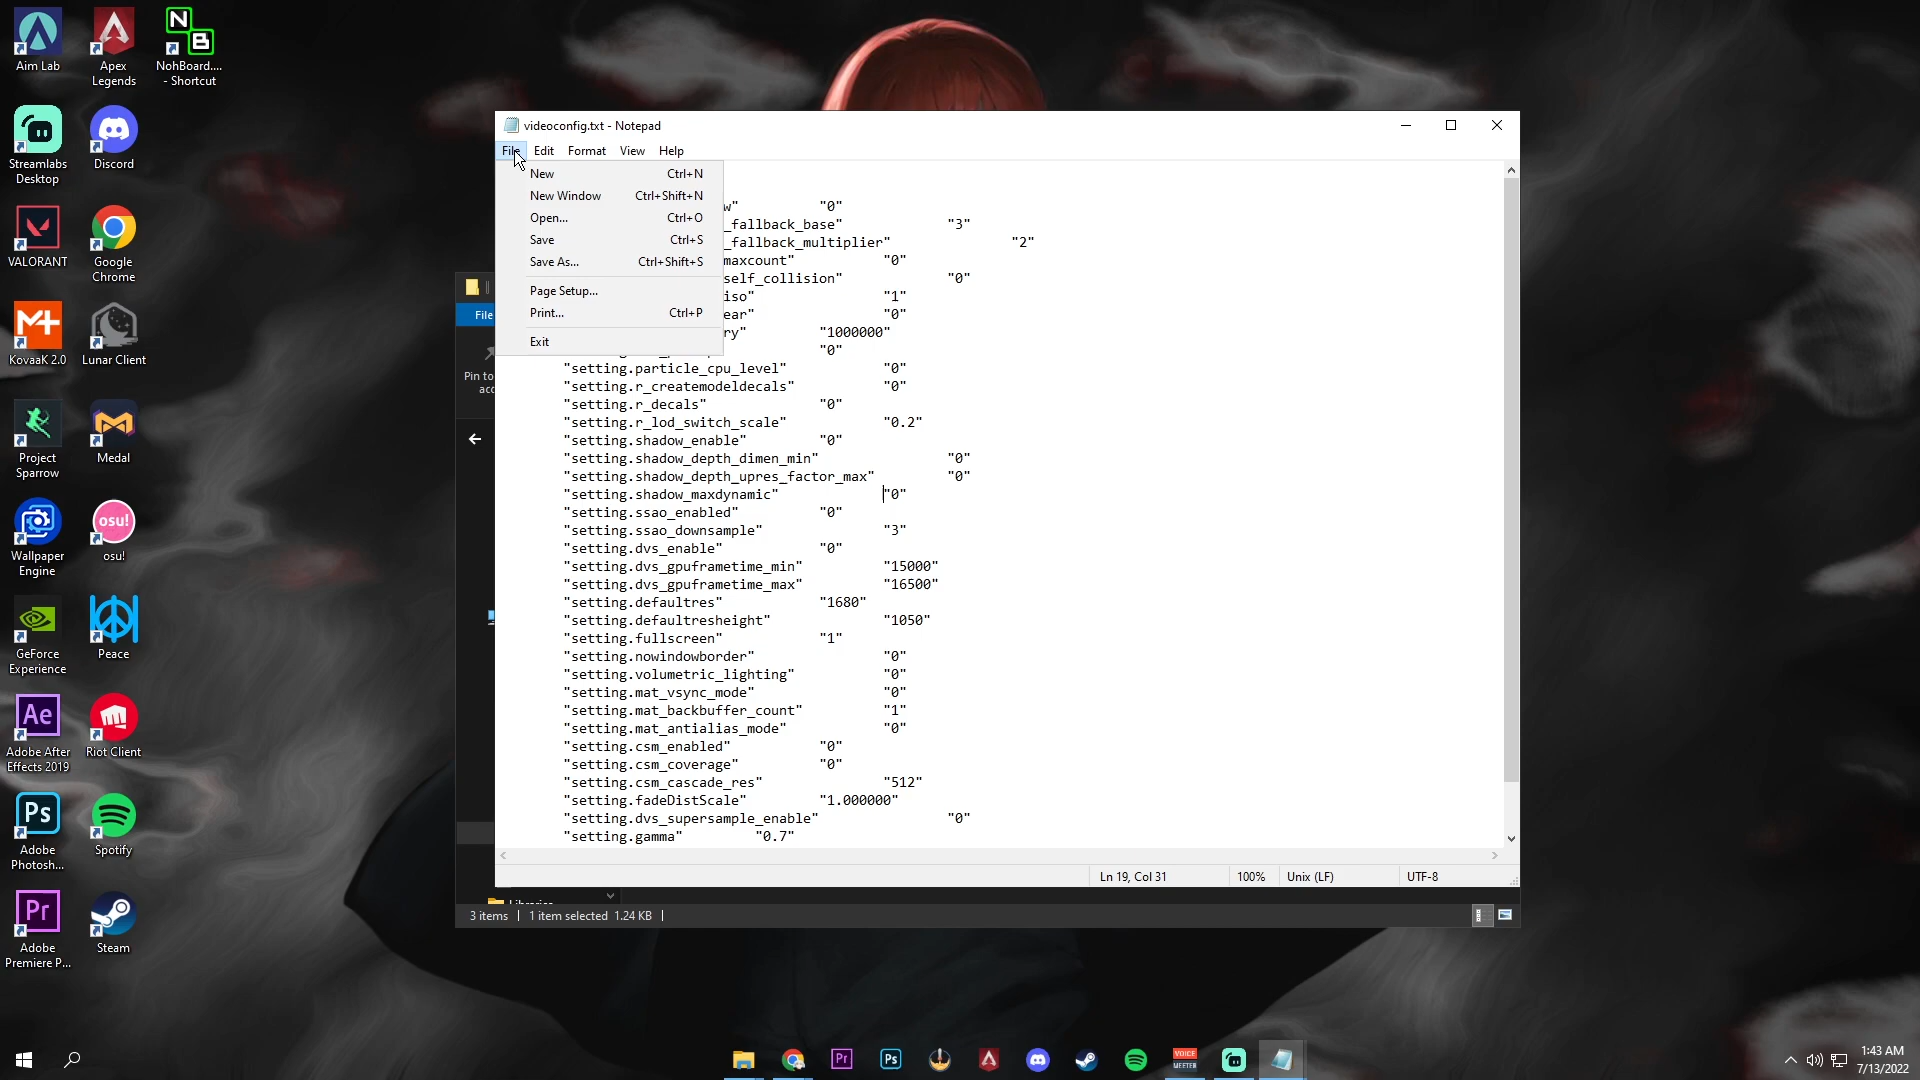 Aim Lab
Apex
Legends
NohBoard....
- Shortcut
Streamlabs
Desktop
Discord
VALORANT
Google
Chrome
KovaaK 2.0
Lunar Client
Project
Sparrow
Medal
Wallpaper
Engine
osu!
osu!
GeForce
Experience
Peace
Ae
Adobe After
Effects 2019
Riot Client
Ps
Adobe
Photosh...
Spotify
Pr
Adobe
Premiere P...
Steam
videoconfig.txt - Notepad
File Edit Format View Help
New Ctrl+N
New Window Ctrl+Shift+N
Open... Ctrl+O
Save Ctrl+S
Save As... Ctrl+Shift+S
Page Setup...
Print... Ctrl+P
Exit
w" "0"
_fallback_base" "3"
_fallback_multiplier" "2"
maxcount" "0"
self_collision" "0"
iso" "1"
ear" "0"
ry" "1000000"
"0"
"setting.particle_cpu_level" "0"
"setting.r_createmodeldecals" "0"
"setting.r_decals" "0"
"setting.r_lod_switch_scale" "0.2"
"setting.shadow_enable" "0"
"setting.shadow_depth_dimen_min" "0"
"setting.shadow_depth_upres_factor_max" "0"
"setting.shadow_maxdynamic" "0"
"setting.ssao_enabled" "0"
"setting.ssao_downsample" "3"
"setting.dvs_enable" "0"
"setting.dvs_gpuframetime_min" "15000"
"setting.dvs_gpuframetime_max" "16500"
"setting.defaultres" "1680"
"setting.defaultresheight" "1050"
"setting.fullscreen" "1"
"setting.nowindowborder" "0"
"setting.volumetric_lighting" "0"
"setting.mat_vsync_mode" "0"
"setting.mat_backbuffer_count" "1"
"setting.mat_antialias_mode" "0"
"setting.csm_enabled" "0"
"setting.csm_coverage" "0"
"setting.csm_cascade_res" "512"
"setting.fadeDistScale" "1.000000"
"setting.dvs_supersample_enable" "0"
"setting.gamma" "0.7"
Ln 19, Col 31 100% Unix (LF) UTF-8
File
Pin to
acc
3 items 1 item selected 1.24 KB
Pr
Ps
VOICE
MEETER
1:43 AM
7/13/2022